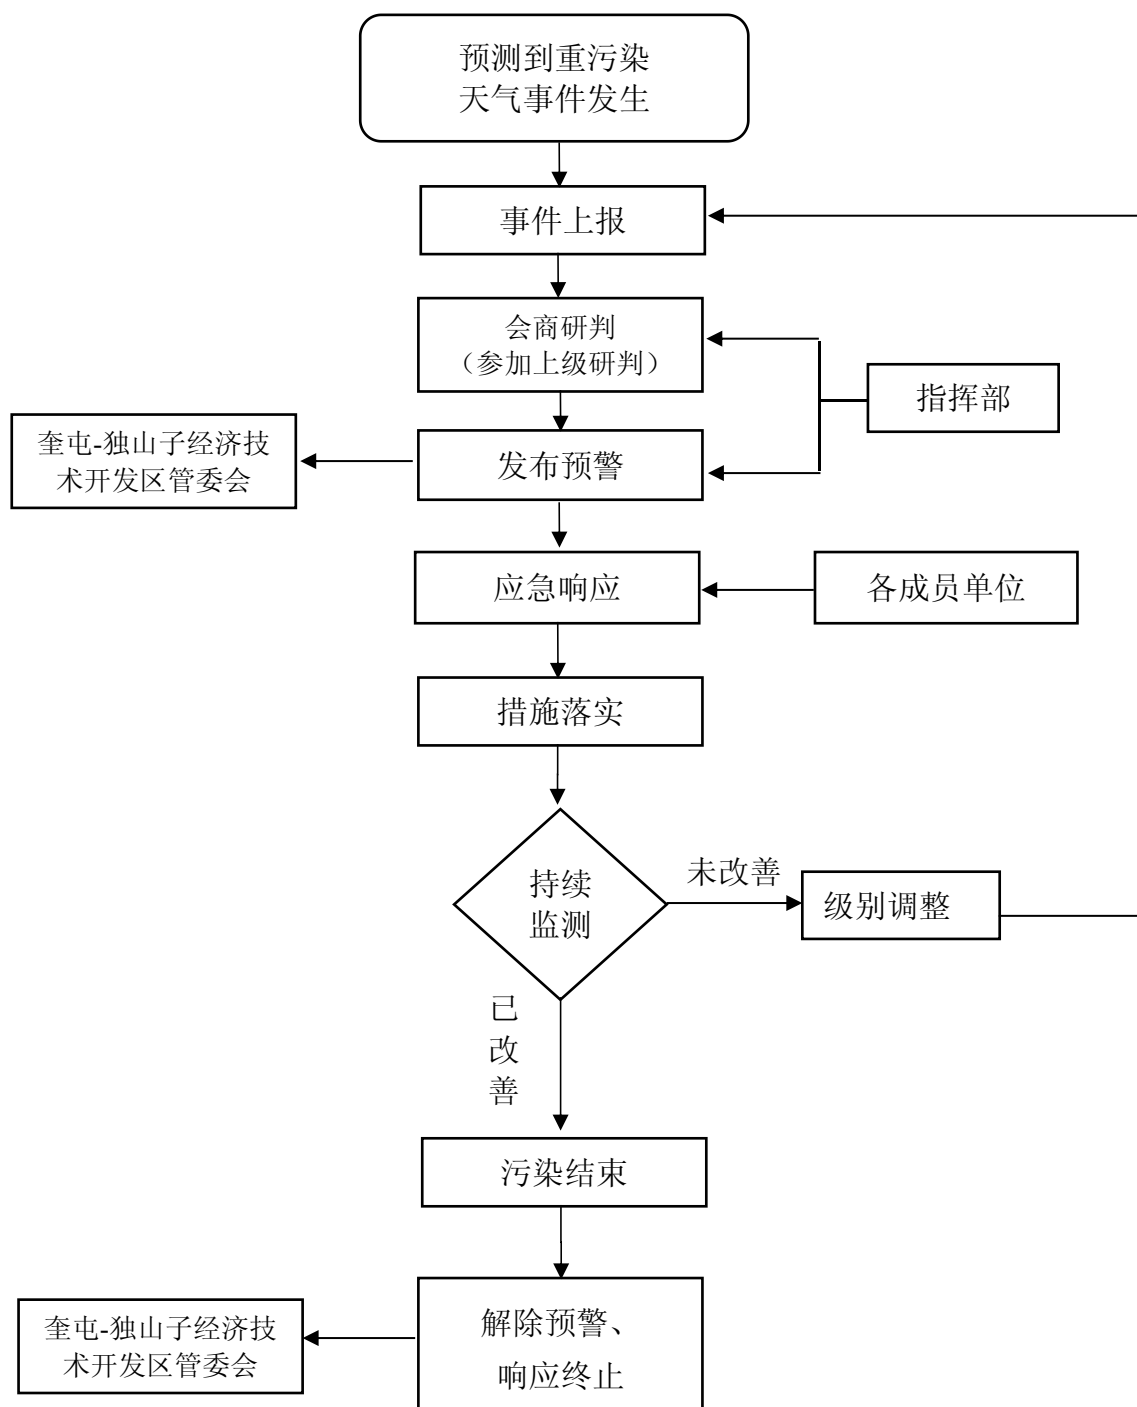 预测到重污染
天气事件发生
事件上报
会商研判
（参加上级研判）
指挥部
奎屯-独山子经济技
术开发区管委会
发布预警
应急响应
各成员单位
措施落实
持续
监测
未改善
级别调整
已
改
善
污染结束
奎屯-独山子经济技
术开发区管委会
解除预警、
响应终止